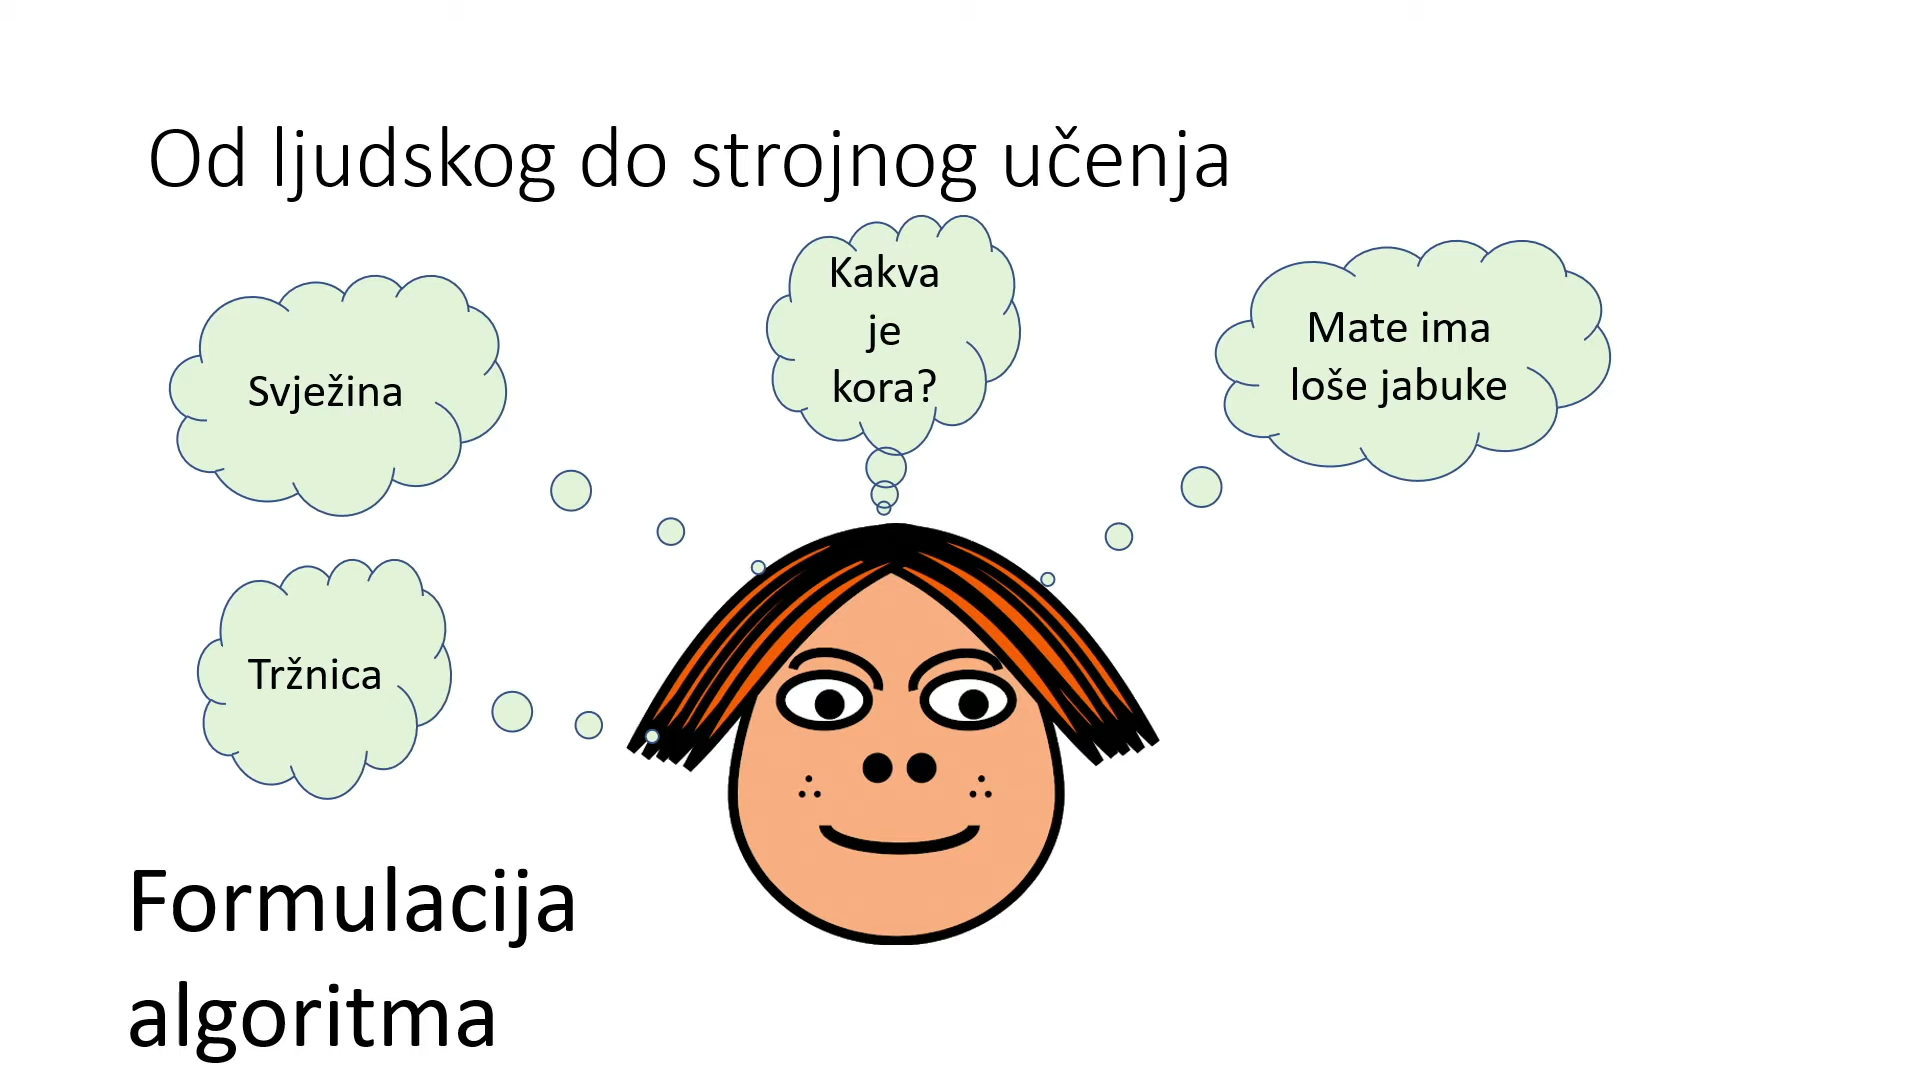 Od ljudskog do strojnog učenja
Svježina
Kakva
je
kora?
Mate ima
loše jabuke
Tržnica
Formulacija
algoritma